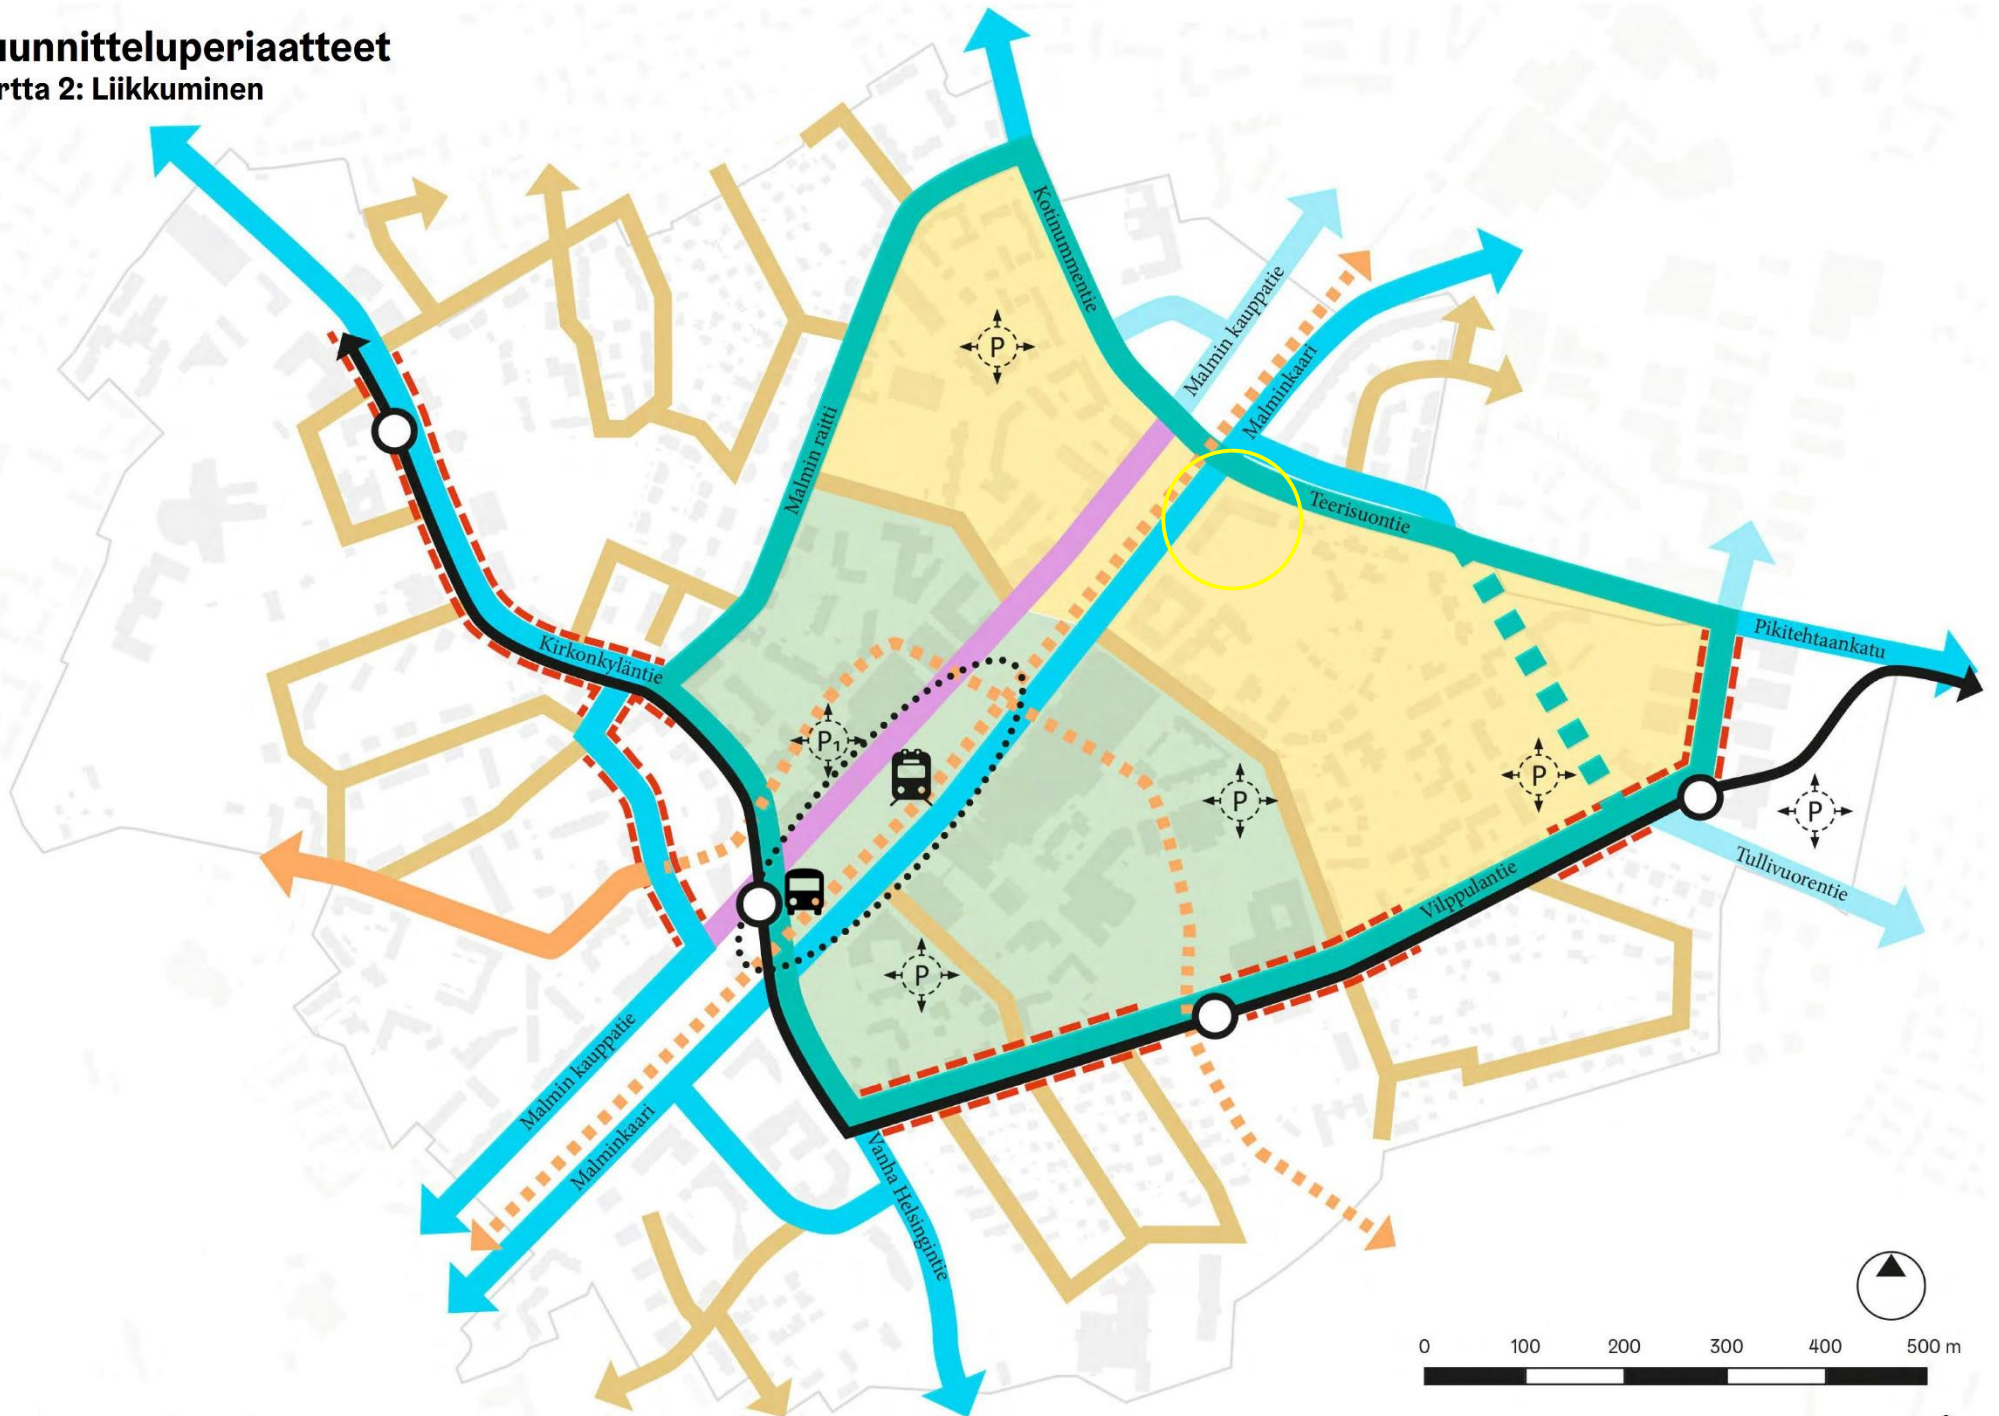 uunnitteluperiaatteet
rtta 2: Liikkuminen
Kotinummentie
Malmin kauppatie
Malminkaari
Malmin raitti
P
Teerisuontie
Kirkonkyläntie
Pikitehtaankatu
P₁
P
P
P
Tullivuorentie
Vilppulantie
P
Malmin kauppatie
Malminkaari
Vanha Helsingintie
0 100 200 300 400 500 m